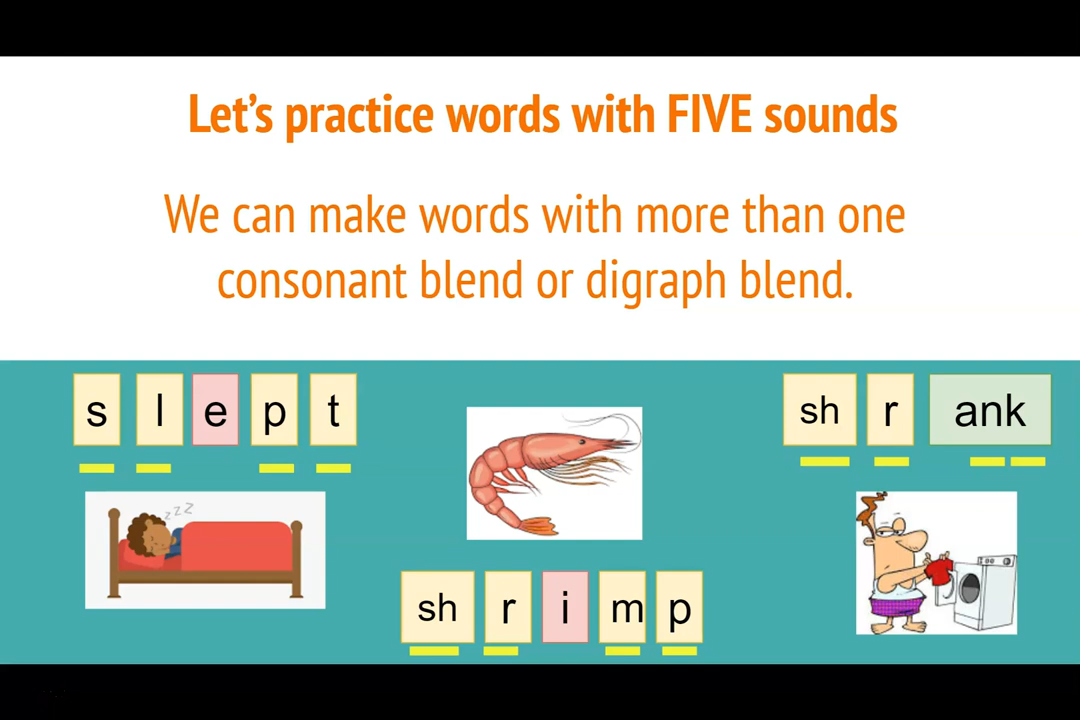 Let's practice words with FIVE sounds
We can make words with more than one
consonant blend or digraph blend.
s l e p t
sh r ank
z z z
sh r i m p